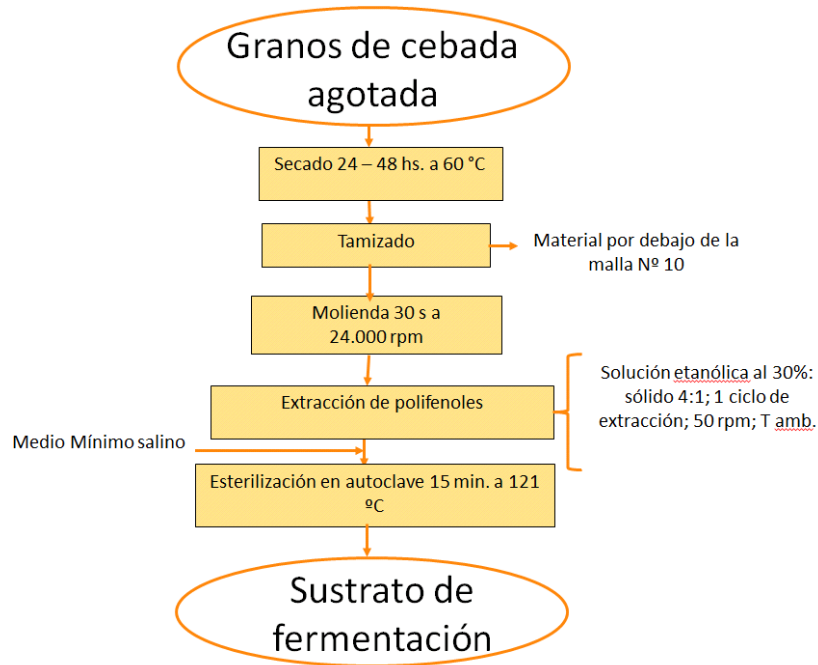 Granos de cebada
agotada
Secado 24 – 48 hs. a 60 °C
Tamizado
Material por debajo de la
malla Nº 10
Molienda 30 s a
24.000 rpm
Extracción de polifenoles
Solución etanólica al 30%:
sólido 4:1; 1 ciclo de
extracción; 50 rpm; T amb.
Medio Mínimo salino
Esterilización en autoclave 15 min. a 121
ºC
Sustrato de
fermentación